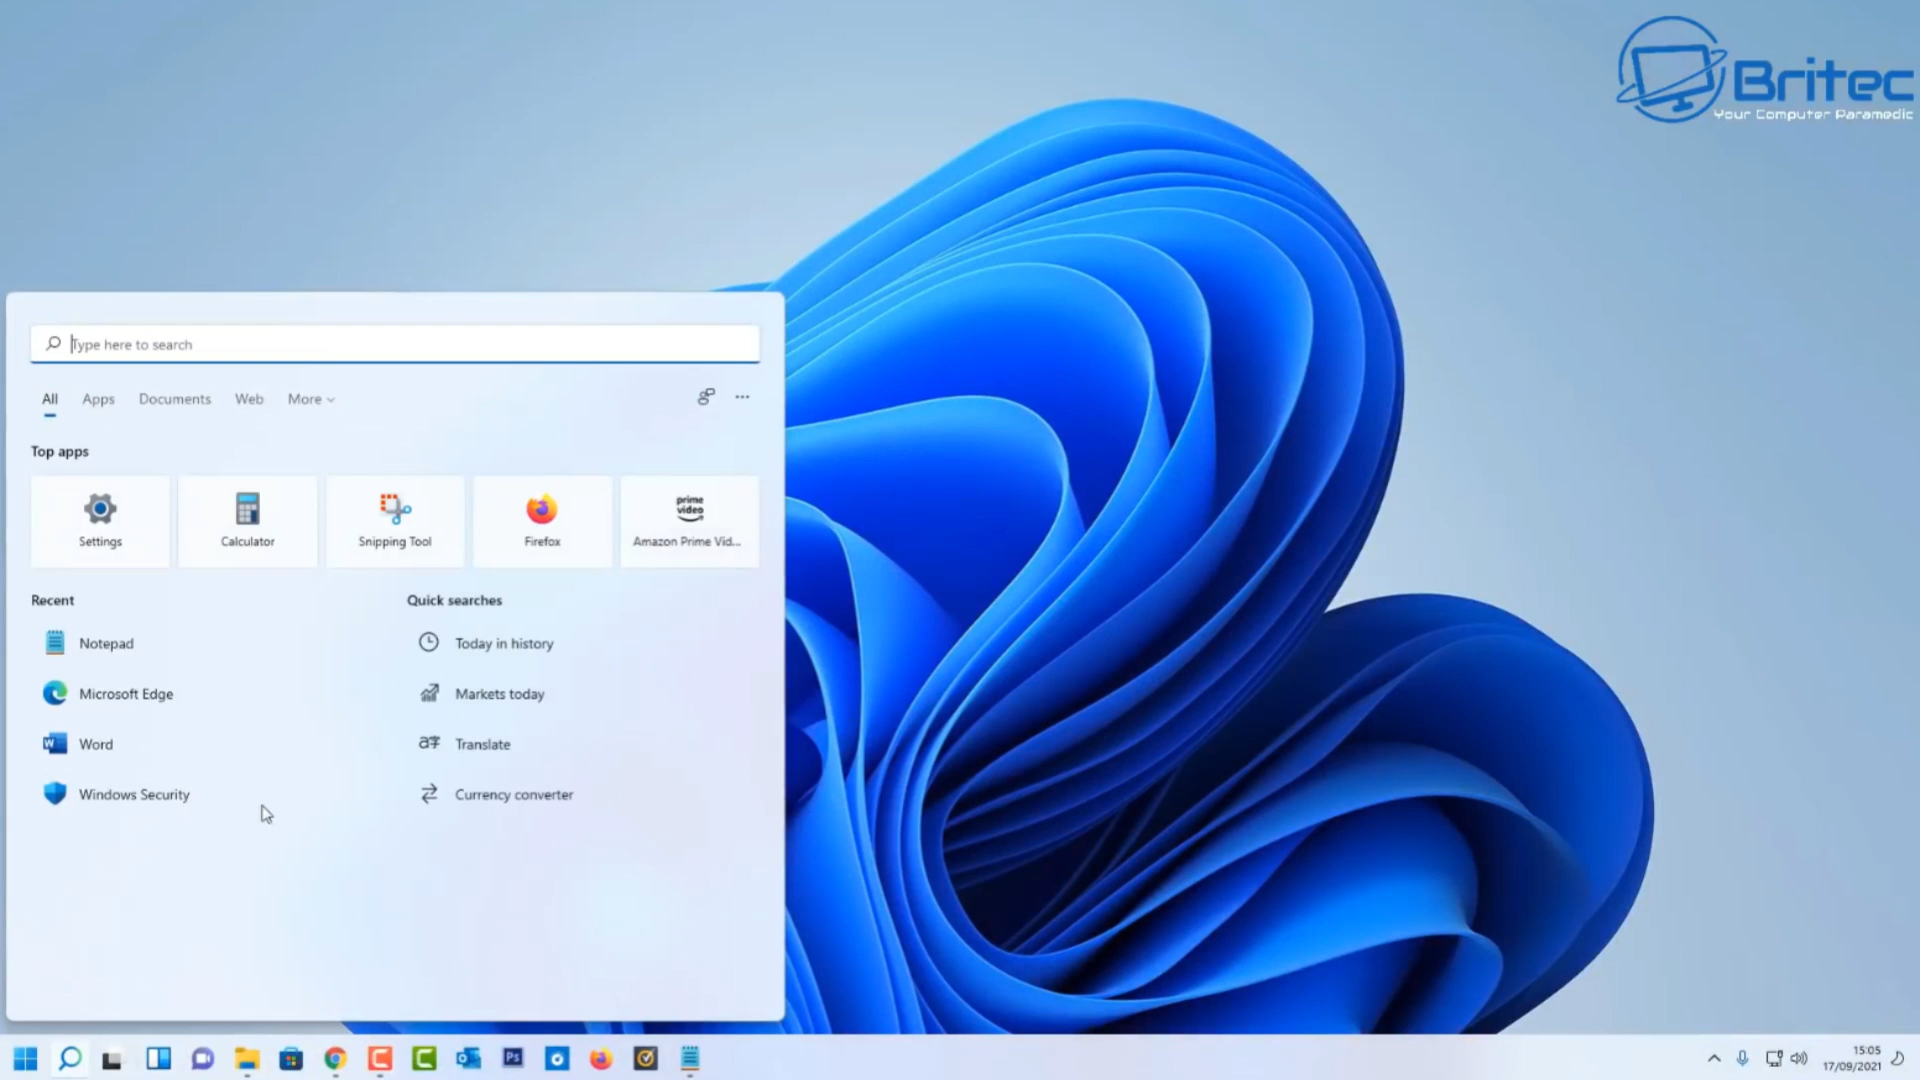 Britec
Your Computer Paramedic
Type here to search
All Apps Documents Web More
Top apps
Settings Calculator Snipping Tool Firefox prime video Amazon Prime Vid...
Recent Quick searches
Notepad Today in history
Microsoft Edge Markets today
Word Translate
Windows Security Currency converter
Ps
15:05
17/09/2021